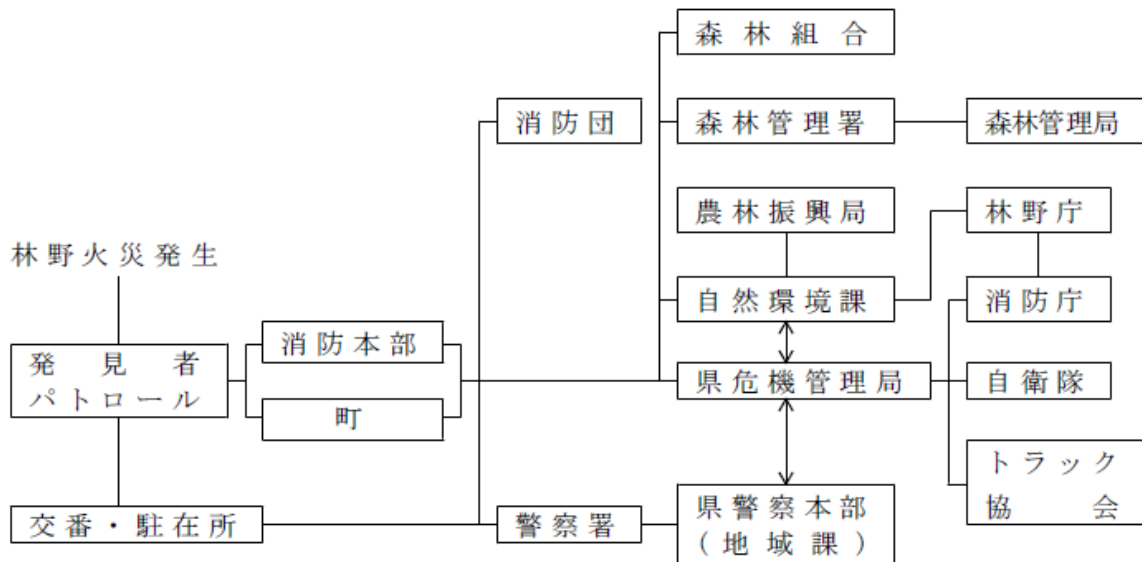 森林組合
消防団
森林管理署
森林管理局
農林振興局
林野庁
林野火災発生
自然環境課
消防庁
発見者
パトロール
消防本部
町
県危機管理局
自衛隊
トラック
協会
交番・駐在所
警察署
県警察本部
(地域課)